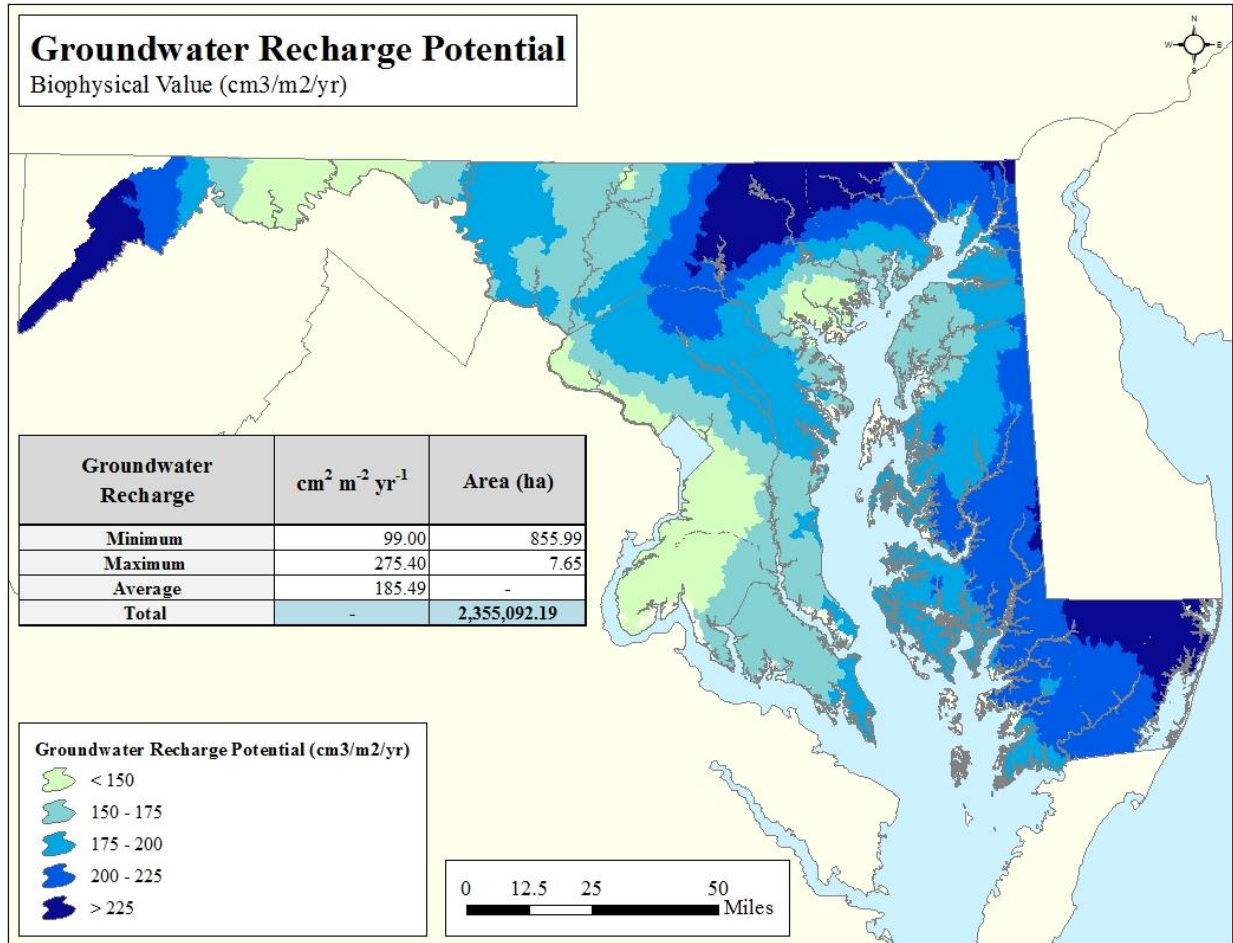 Groundwater Recharge Potential
Biophysical Value (cm3/m2/yr)
N
W E
S
Groundwater
Recharge
cm² m⁻² yr⁻¹
Area (ha)
Minimum 99.00 855.99
Maximum 275.40 7.65
Average 185.49 -
Total - 2,355,092.19
Groundwater Recharge Potential (cm3/m2/yr)
< 150
150 - 175
175 - 200
200 - 225
> 225
0 12.5 25 50
Miles